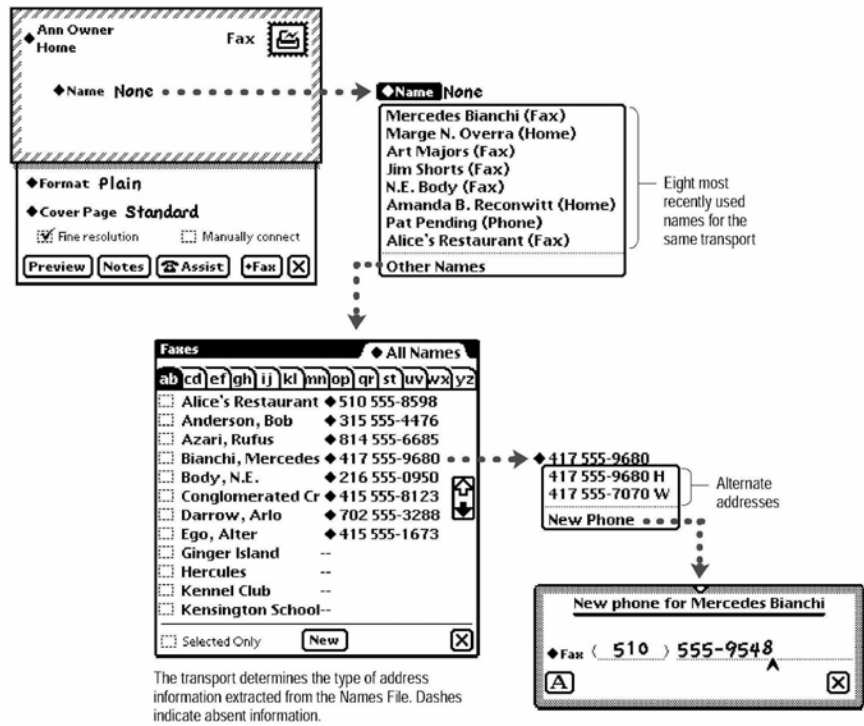 Ann Owner
Home
Fax
Name None
Format Plain
Cover Page Standard
Fine resolution
Manually connect
Preview
Notes
Assist
Fax
Name None
Mercedes Bianchi (Fax)
Marge N. Overra (Home)
Art Majors (Fax)
Jim Shorts (Fax)
N.E. Body (Fax)
Amanda B. Reconwitt (Home)
Pat Pending (Phone)
Alice's Restaurant (Fax)
Other Names
Eight most
recently used
names for the
same transport
Faxes
All Names
ab cd ef gh ij kl mn op qr st uv wx yz
Alice's Restaurant 510 555-8598
Anderson, Bob 315 555-4476
Azari, Rufus 814 555-6685
Bianchi, Mercedes 417 555-9680
Body, N.E. 216 555-0950
Conglomerated Cr 415 555-8123
Darrow, Arlo 702 555-3288
Ego, Alter 415 555-1673
Ginger Island --
Hercules --
Kennel Club --
Kensington School--
Selected Only
New
417 555-9680
417 555-9680 H
417 555-7070 W
New Phone
Alternate
addresses
New phone for Mercedes Bianchi
Fax ( 510 ) 555-9548
A
The transport determines the type of address
information extracted from the Names File. Dashes
indicate absent information.